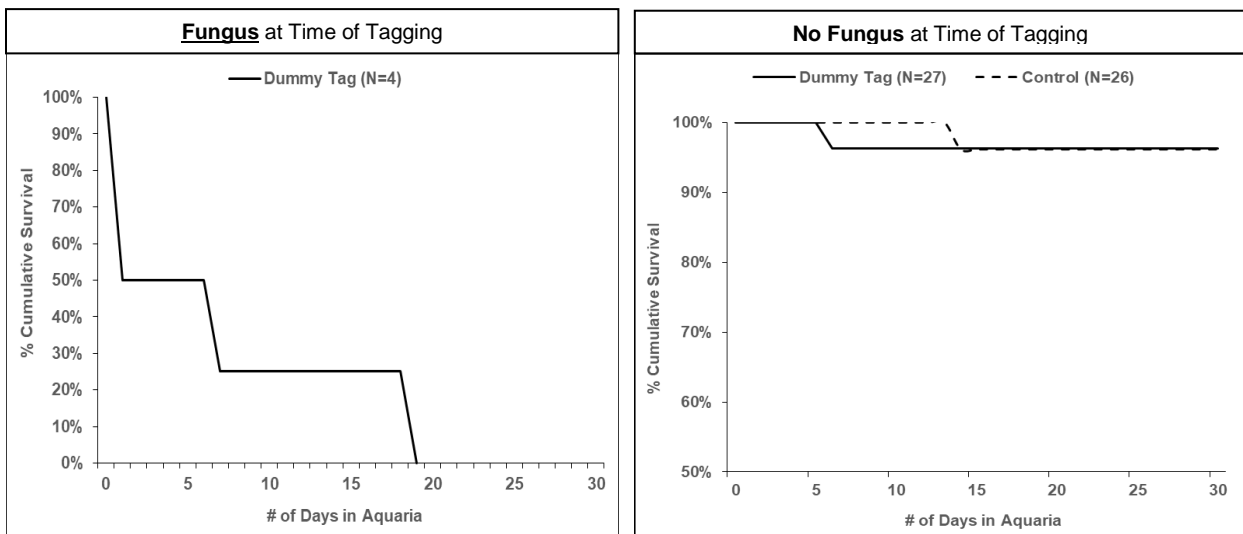 Fungus at Time of Tagging
Dummy Tag (N=4)
100%
90%
80%
70%
60%
50%
40%
30%
20%
10%
0%
% Cumulative Survival
0 5 10 15 20 25 30
# of Days in Aquaria
No Fungus at Time of Tagging
Dummy Tag (N=27) Control (N=26)
100%
90%
80%
70%
60%
50%
% Cumulative Survival
0 5 10 15 20 25 30
# of Days in Aquaria